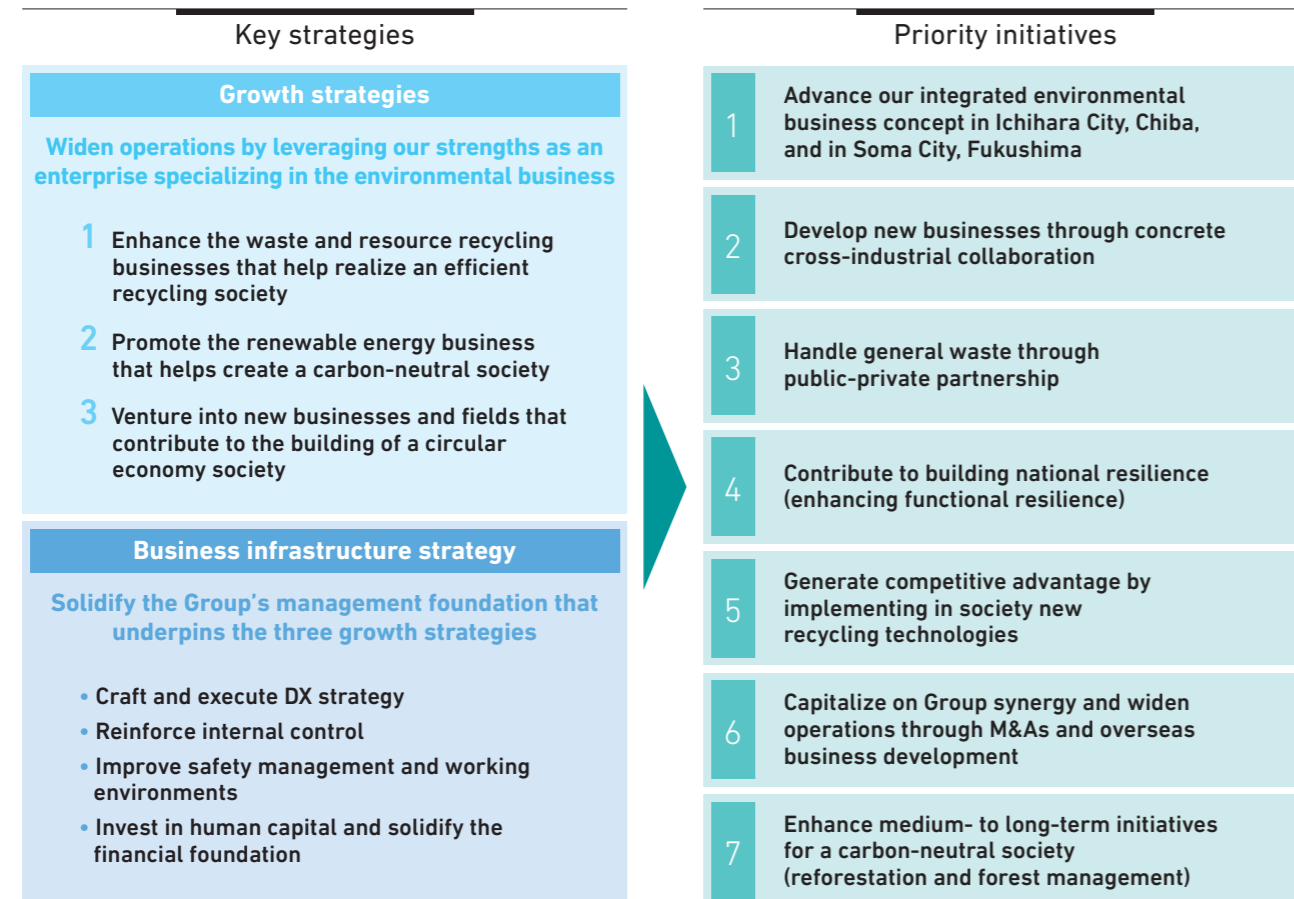 Key strategies
Growth strategies
Widen operations by leveraging our strengths as an
enterprise specializing in the environmental business
1 Enhance the waste and resource recycling
businesses that help realize an efficient
recycling society
2 Promote the renewable energy business
that helps create a carbon-neutral society
3 Venture into new businesses and fields that
contribute to the building of a circular
economy society
Business infrastructure strategy
Solidify the Group's management foundation that
underpins the three growth strategies
• Craft and execute DX strategy
• Reinforce internal control
• Improve safety management and working
environments
• Invest in human capital and solidify the
financial foundation
Priority initiatives
1 Advance our integrated environmental
business concept in Ichihara City, Chiba,
and in Soma City, Fukushima
2 Develop new businesses through concrete
cross-industrial collaboration
3 Handle general waste through
public-private partnership
4 Contribute to building national resilience
(enhancing functional resilience)
5 Generate competitive advantage by
implementing in society new
recycling technologies
6 Capitalize on Group synergy and widen
operations through M&As and overseas
business development
7 Enhance medium- to long-term initiatives
for a carbon-neutral society
(reforestation and forest management)